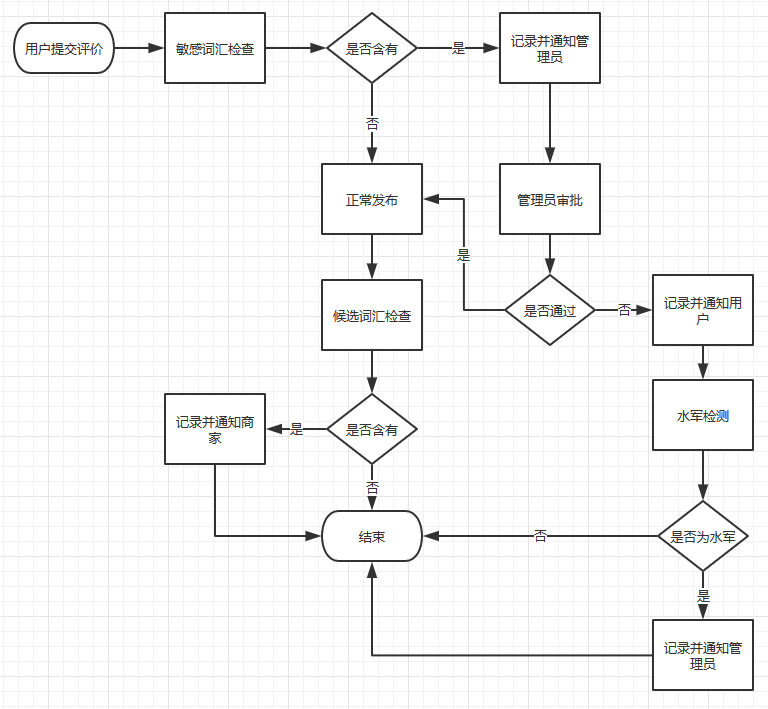 用户提交评价
敏感词汇检查
是否含有
是
记录并通知管
理员
否
正常发布
管理员审批
是
候选词汇检查
是否通过
否
记录并通知用
户
记录并通知商
家
是
是否含有
水军检测
否
结束
否
是否为水军
是
记录并通知管
理员